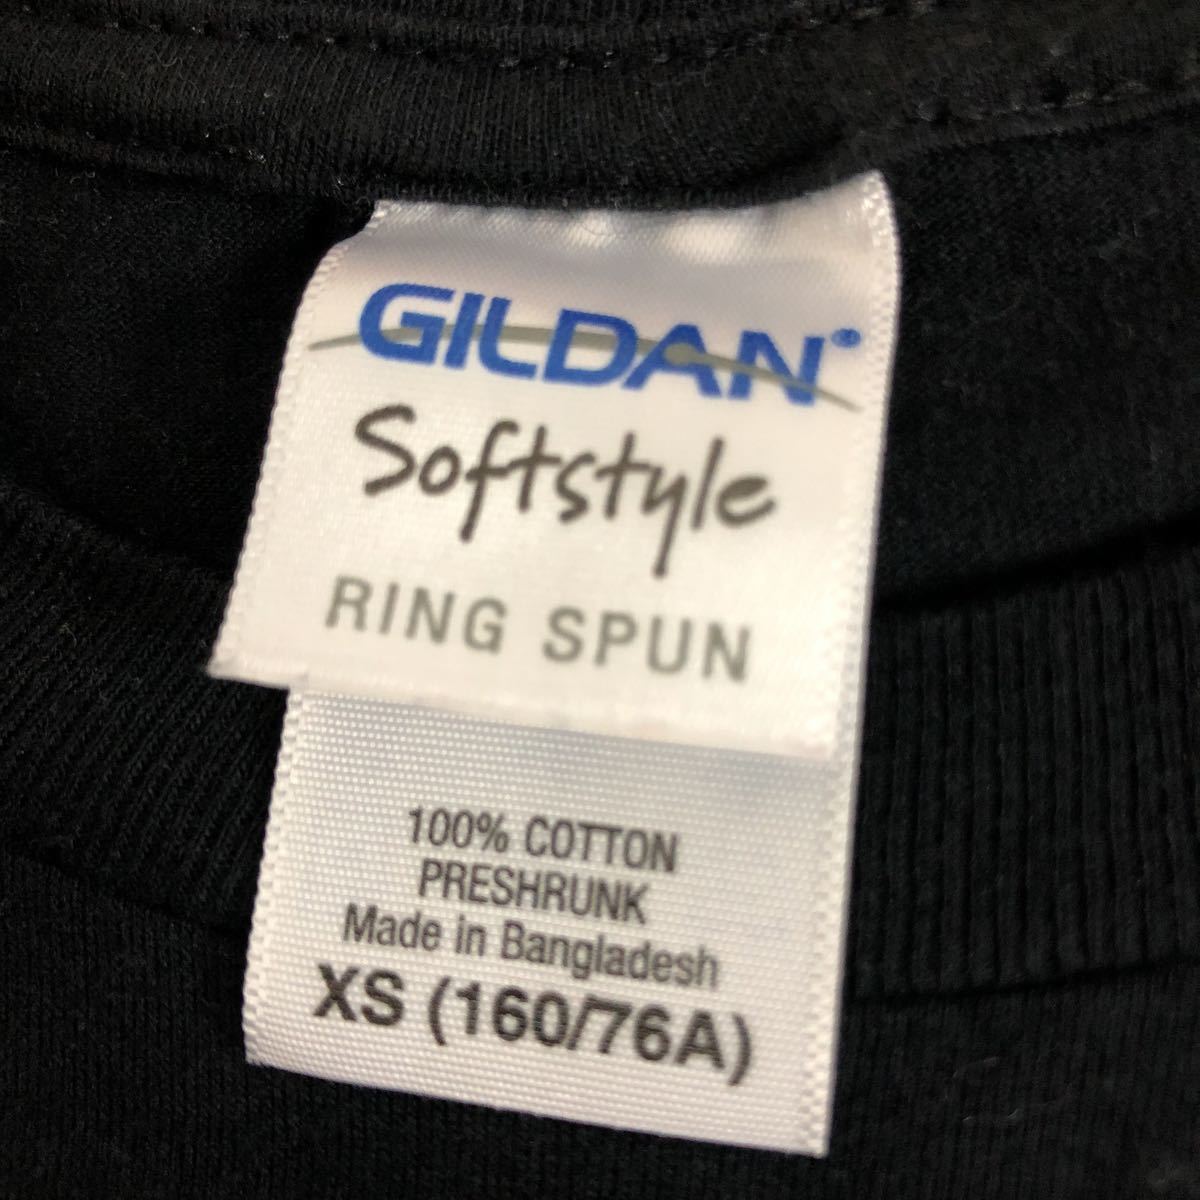 GILDAN®
Softstyle
RING SPUN
100% COTTON
PRESHRUNK
Made in Bangladesh
XS (160/76A)